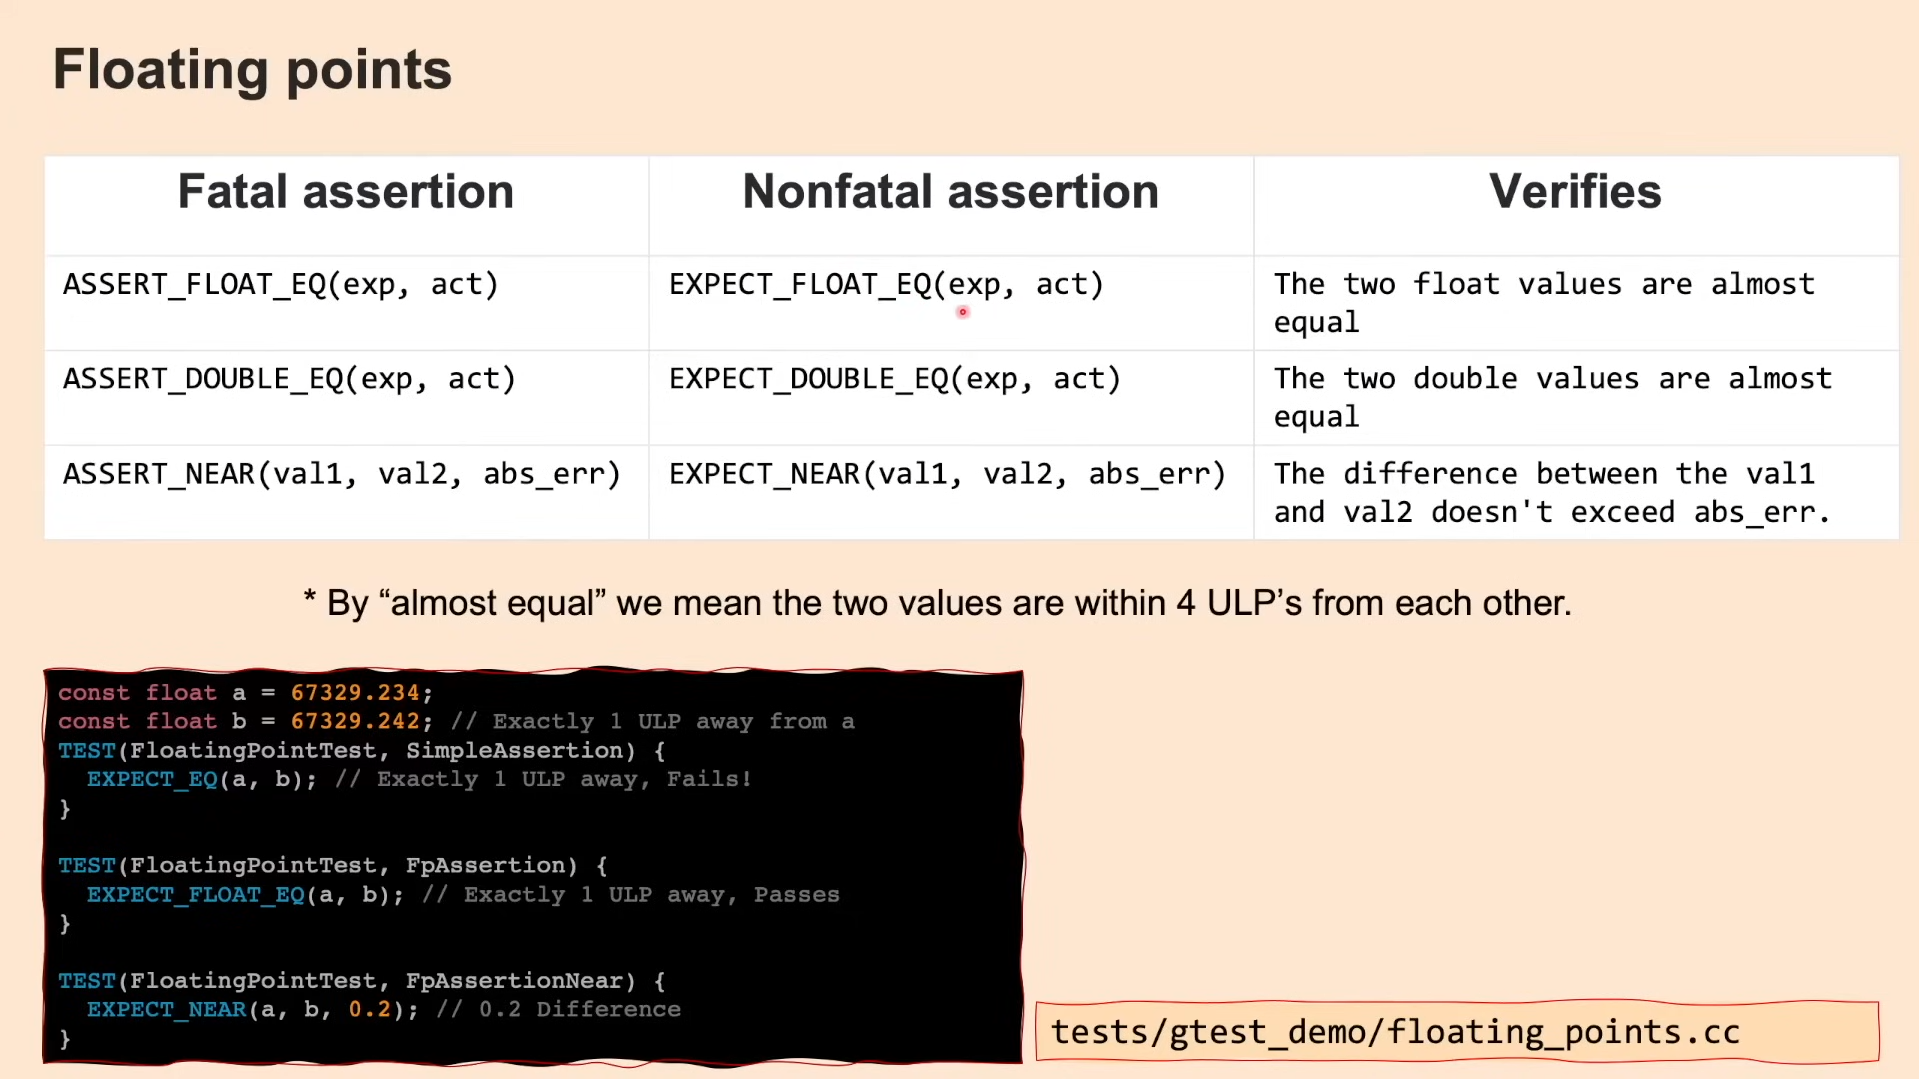 Floating points
Fatal assertion
Nonfatal assertion
Verifies
ASSERT_FLOAT_EQ(exp, act)
EXPECT_FLOAT_EQ(exp, act)
The two float values are almost
equal
ASSERT_DOUBLE_EQ(exp, act)
EXPECT_DOUBLE_EQ(exp, act)
The two double values are almost
equal
ASSERT_NEAR(val1, val2, abs_err)
EXPECT_NEAR(val1, val2, abs_err)
The difference between the val1
and val2 doesn't exceed abs_err.
* By “almost equal” we mean the two values are within 4 ULP’s from each other.
const float a = 67329.234;
const float b = 67329.242; // Exactly 1 ULP away from a
TEST(FloatingPointTest, SimpleAssertion) {
  EXPECT_EQ(a, b); // Exactly 1 ULP away, Fails!
}
TEST(FloatingPointTest, FpAssertion) {
  EXPECT_FLOAT_EQ(a, b); // Exactly 1 ULP away, Passes
}
TEST(FloatingPointTest, FpAssertionNear) {
  EXPECT_NEAR(a, b, 0.2); // 0.2 Difference
}
tests/gtest_demo/floating_points.cc